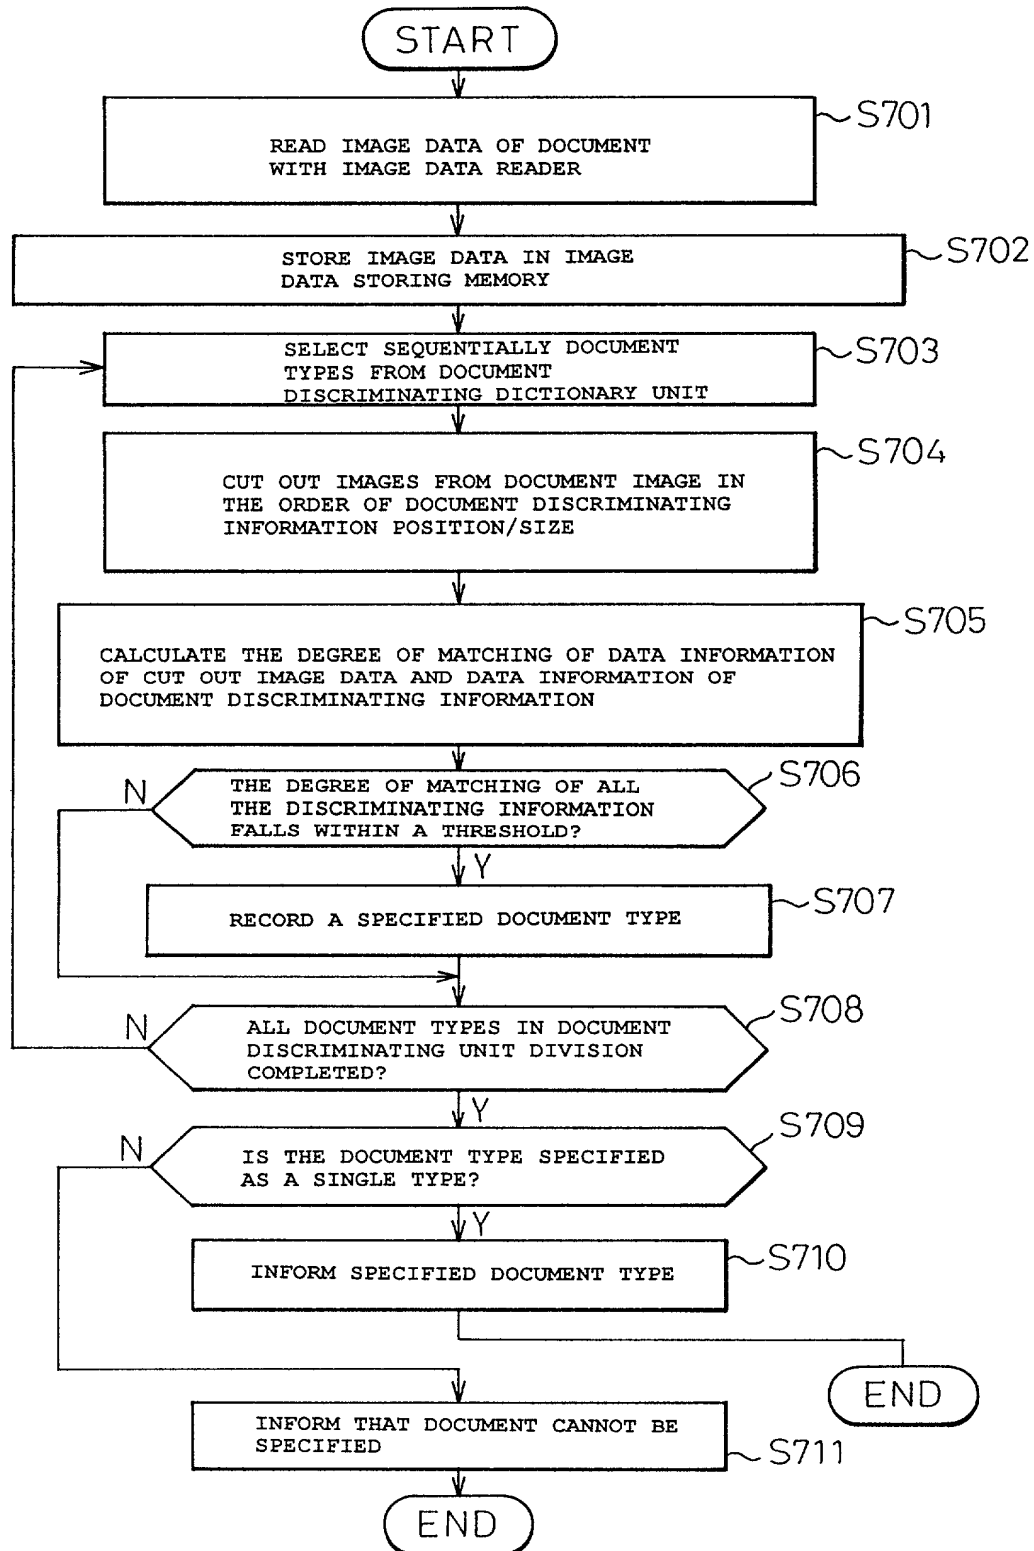 START
S701
READ IMAGE DATA OF DOCUMENT
WITH IMAGE DATA READER
S702
STORE IMAGE DATA IN IMAGE
DATA STORING MEMORY
S703
SELECT SEQUENTIALLY DOCUMENT
TYPES FROM DOCUMENT
DISCRIMINATING DICTIONARY UNIT
S704
CUT OUT IMAGES FROM DOCUMENT IMAGE IN
THE ORDER OF DOCUMENT DISCRIMINATING
INFORMATION POSITION/SIZE
S705
CALCULATE THE DEGREE OF MATCHING OF DATA INFORMATION
OF CUT OUT IMAGE DATA AND DATA INFORMATION OF
DOCUMENT DISCRIMINATING INFORMATION
S706
N
THE DEGREE OF MATCHING OF ALL
THE DISCRIMINATING INFORMATION
FALLS WITHIN A THRESHOLD?
Y
S707
RECORD A SPECIFIED DOCUMENT TYPE
S708
N
ALL DOCUMENT TYPES IN DOCUMENT
DISCRIMINATING UNIT DIVISION
COMPLETED?
Y
S709
N
IS THE DOCUMENT TYPE SPECIFIED
AS A SINGLE TYPE?
Y
S710
INFORM SPECIFIED DOCUMENT TYPE
END
INFORM THAT DOCUMENT CANNOT BE
SPECIFIED
S711
END